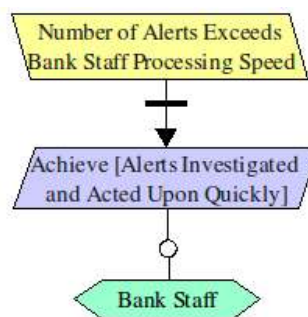 Number of Alerts Exceeds
Bank Staff Processing Speed
Achieve [Alerts Investigated
and Acted Upon Quickly]
Bank Staff